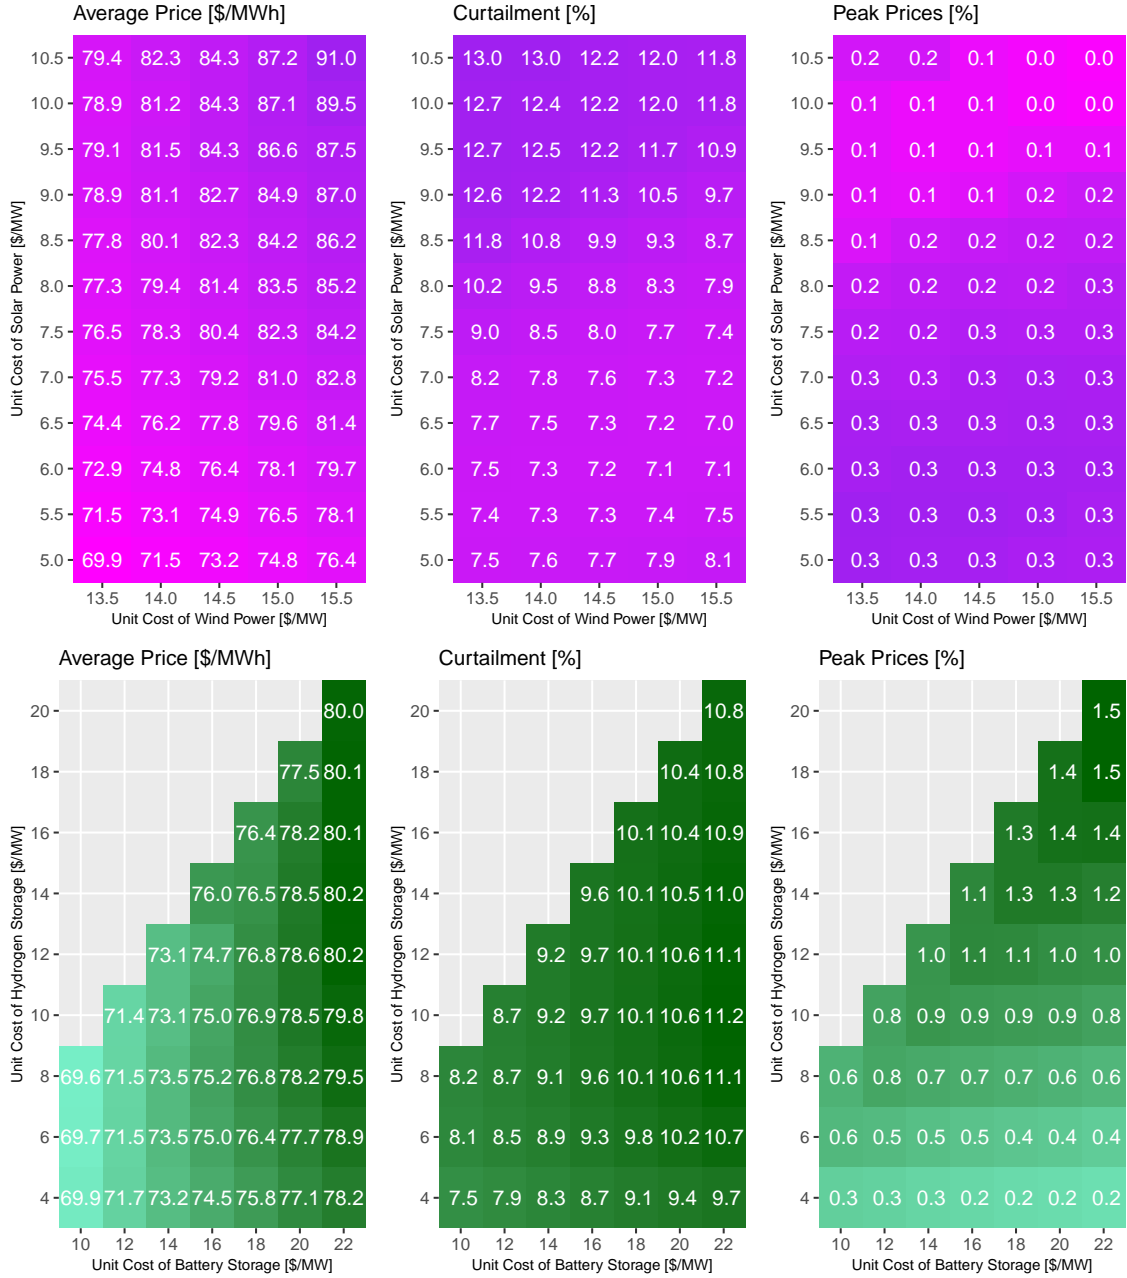 Average Price [$/MWh] Curtailment [%] Peak Prices [%]
10.5 79.4 82.3 84.3 87.2 91.0 10.5 13.0 13.0 12.2 12.0 11.8 10.5 0.2 0.2 0.1 0.0 0.0
10.0 78.9 81.2 84.3 87.1 89.5 10.0 12.7 12.4 12.2 12.0 11.8 10.0 0.1 0.1 0.1 0.0 0.0
9.5 79.1 81.5 84.3 86.6 87.5 9.5 12.7 12.5 12.2 11.7 10.9 9.5 0.1 0.1 0.1 0.1 0.1
9.0 78.9 81.1 82.7 84.9 87.0 9.0 12.6 12.2 11.3 10.5 9.7 9.0 0.1 0.1 0.1 0.2 0.2
8.5 77.8 80.1 82.3 84.2 86.2 8.5 11.8 10.8 9.9 9.3 8.7 8.5 0.1 0.2 0.2 0.2 0.2
8.0 77.3 79.4 81.4 83.5 85.2 8.0 10.2 9.5 8.8 8.3 7.9 8.0 0.2 0.2 0.2 0.2 0.3
7.5 76.5 78.3 80.4 82.3 84.2 7.5 9.0 8.5 8.0 7.7 7.4 7.5 0.2 0.2 0.3 0.3 0.3
7.0 75.5 77.3 79.2 81.0 82.8 7.0 8.2 7.8 7.6 7.3 7.2 7.0 0.3 0.3 0.3 0.3 0.3
6.5 74.4 76.2 77.8 79.6 81.4 6.5 7.7 7.5 7.3 7.2 7.0 6.5 0.3 0.3 0.3 0.3 0.3
6.0 72.9 74.8 76.4 78.1 79.7 6.0 7.5 7.3 7.2 7.1 7.1 6.0 0.3 0.3 0.3 0.3 0.3
5.5 71.5 73.1 74.9 76.5 78.1 5.5 7.4 7.3 7.3 7.4 7.5 5.5 0.3 0.3 0.3 0.3 0.3
5.0 69.9 71.5 73.2 74.8 76.4 5.0 7.5 7.6 7.7 7.9 8.1 5.0 0.3 0.3 0.3 0.3 0.3
13.5 14.0 14.5 15.0 15.5 13.5 14.0 14.5 15.0 15.5 13.5 14.0 14.5 15.0 15.5
Unit Cost of Wind Power [$/MW] Unit Cost of Wind Power [$/MW] Unit Cost of Wind Power [$/MW]
Unit Cost of Solar Power [$/MW]
Unit Cost of Solar Power [$/MW]
Unit Cost of Solar Power [$/MW]
Average Price [$/MWh] Curtailment [%] Peak Prices [%]
20 80.0 20 10.8 20 1.5
18 77.5 80.1 18 10.4 10.8 18 1.4 1.5
16 76.4 78.2 80.1 16 10.1 10.4 10.9 16 1.3 1.4 1.4
14 76.0 76.5 78.5 80.2 14 9.6 10.1 10.5 11.0 14 1.1 1.3 1.3 1.2
12 73.1 74.7 76.8 78.6 80.2 12 9.2 9.7 10.1 10.6 11.1 12 1.0 1.1 1.1 1.0 1.0
10 71.4 73.1 75.0 76.9 78.5 79.8 10 8.7 9.2 9.7 10.1 10.6 11.2 10 0.8 0.9 0.9 0.9 0.9 0.8
8 69.6 71.5 73.5 75.2 76.8 78.2 79.5 8 8.2 8.7 9.1 9.6 10.1 10.6 11.1 8 0.6 0.8 0.7 0.7 0.7 0.6 0.6
6 69.7 71.5 73.5 75.0 76.4 77.7 78.9 6 8.1 8.5 8.9 9.3 9.8 10.2 10.7 6 0.6 0.5 0.5 0.5 0.4 0.4 0.4
4 69.9 71.7 73.2 74.5 75.8 77.1 78.2 4 7.5 7.9 8.3 8.7 9.1 9.4 9.7 4 0.3 0.3 0.3 0.2 0.2 0.2 0.2
10 12 14 16 18 20 22 10 12 14 16 18 20 22 10 12 14 16 18 20 22
Unit Cost of Battery Storage [$/MW] Unit Cost of Battery Storage [$/MW] Unit Cost of Battery Storage [$/MW]
Unit Cost of Hydrogen Storage [$/MW]
Unit Cost of Hydrogen Storage [$/MW]
Unit Cost of Hydrogen Storage [$/MW]